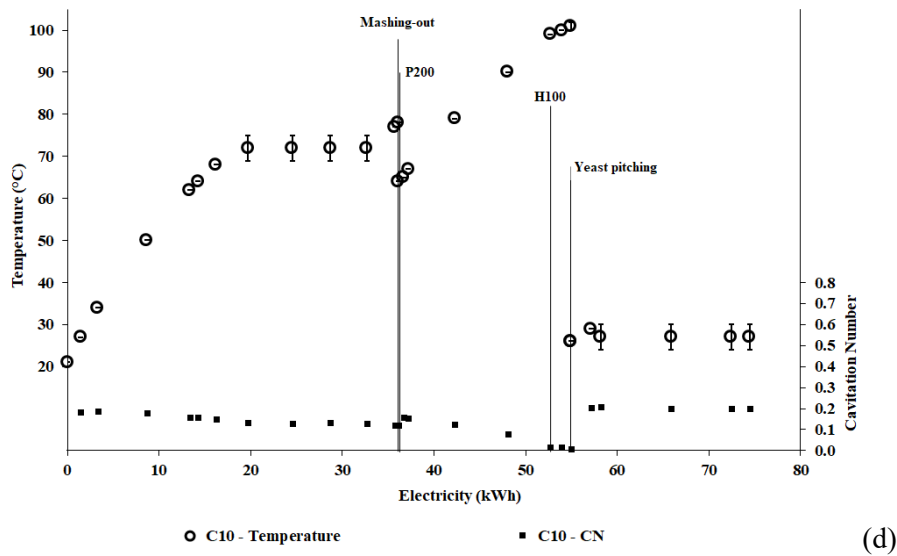 Mashing-out
P200
H100
Yeast pitching
Temperature (°C)
100
90
80
70
60
50
40
30
20
0.8
0.7
0.6
0.5
0.4
0.3
0.2
0.1
0.0
Cavitation Number
0 10 20 30 40 50 60 70 80
Electricity (kWh)
C10 - Temperature C10 - CN
(d)